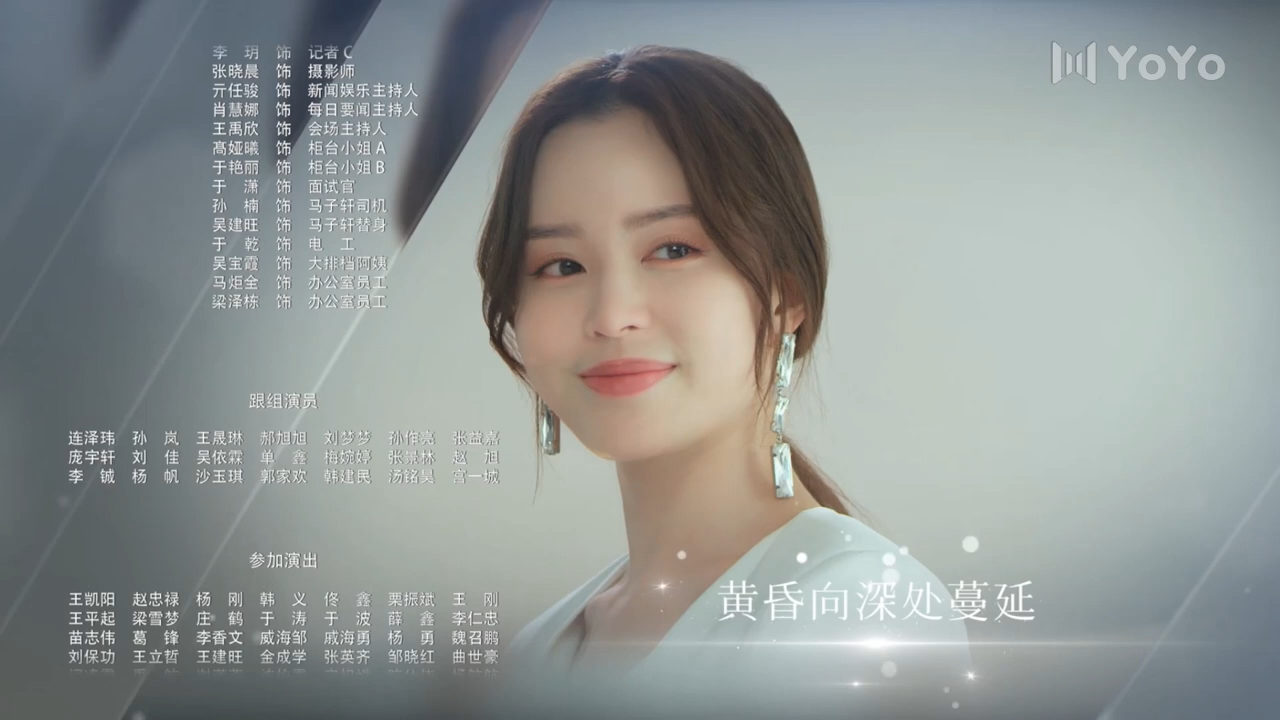 YoYo
李 玥 饰 记者 C
张晓晨 饰 摄影师
亓任骏 饰 新闻娱乐主持人
肖慧娜 饰 每日要闻主持人
王禹欣 饰 会场主持人
高娅曦 饰 柜台小姐 A
于艳丽 饰 柜台小姐 B
于 潇 饰 面试官
孙 楠 饰 马子轩司机
吴建旺 饰 马子轩替身
于 乾 饰 电 工
吴宝霞 饰 大排档阿姨
马炬全 饰 办公室员工
梁泽栋 饰 办公室员工
跟组演员
连泽玮 孙 岚 王晟琳 郝旭旭 刘梦梦 孙作亮 张益嘉
庞宇轩 刘 佳 吴依霖 单 鑫 梅婉婷 张景林 赵 旭
李 铖 杨 帆 沙玉琪 郭家欢 韩建民 汤铭昊 宫一城
参加演出
王凯阳 赵忠禄 杨 刚 韩 义 佟 鑫 栗振斌 王 刚
王平起 梁雪梦 庄 鹤 于 涛 于 波 薛 鑫 李仁忠
苗志伟 葛 锋 李香文 威海邹 戚海勇 杨 勇 魏召鹏
刘保功 王立哲 王建旺 金成学 张英齐 邹晓红 曲世豪
黄昏向深处蔓延